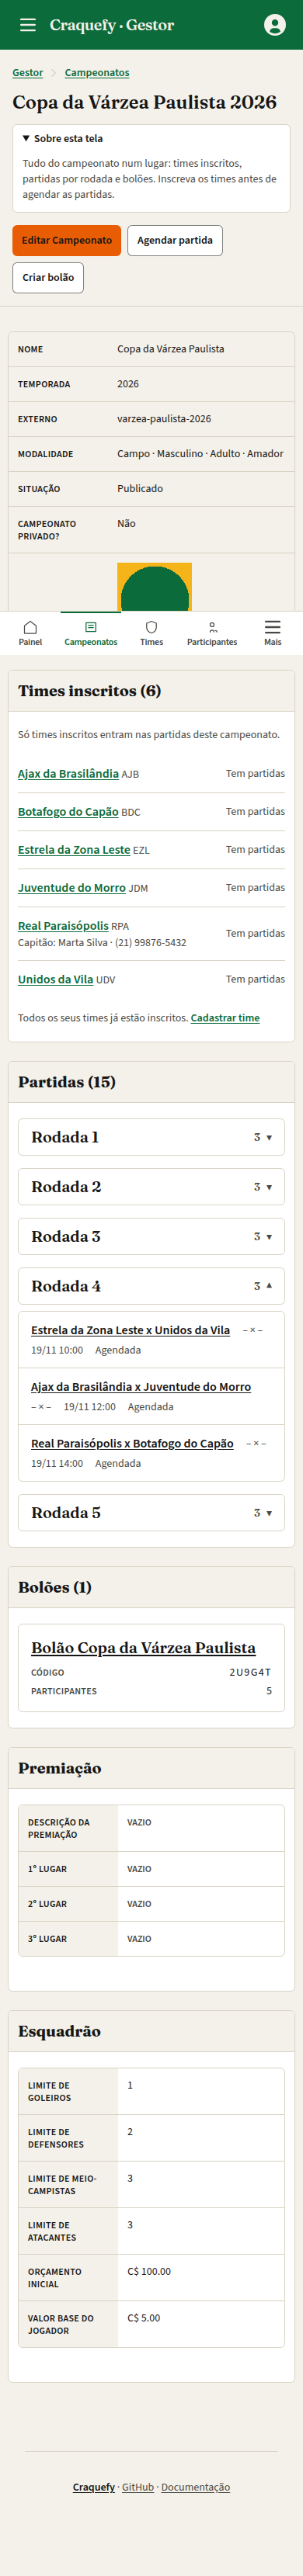 Craquefy · Gestor
Gestor > Campeonatos
Copa da Várzea Paulista 2026
▼ Sobre esta tela
Tudo do campeonato num lugar: times inscritos,
partidas por rodada e bolões. Inscreva os times antes de
agendar as partidas.
Editar Campeonato Agendar partida
Criar bolão
NOME Copa da Várzea Paulista
TEMPORADA 2026
EXTERNO varzea-paulista-2026
MODALIDADE Campo · Masculino · Adulto · Amador
SITUAÇÃO Publicado
CAMPEONATO Não
PRIVADO?
Painel Campeonatos Times Participantes Mais
Times inscritos (6)
Só times inscritos entram nas partidas deste campeonato.
Ajax da Brasilândia AJB Tem partidas
Botafogo do Capão BDC Tem partidas
Estrela da Zona Leste EZL Tem partidas
Juventude do Morro JDM Tem partidas
Real Paraisópolis RPA Tem partidas
Capitão: Marta Silva · (21) 99876-5432
Unidos da Vila UDV Tem partidas
Todos os seus times já estão inscritos. Cadastrar time
Partidas (15)
Rodada 1 3 ▼
Rodada 2 3 ▼
Rodada 3 3 ▼
Rodada 4 3 ▲
Estrela da Zona Leste x Unidos da Vila – × –
19/11 10:00 Agendada
Ajax da Brasilândia x Juventude do Morro
– × – 19/11 12:00 Agendada
Real Paraisópolis x Botafogo do Capão – × –
19/11 14:00 Agendada
Rodada 5 3 ▼
Bolões (1)
Bolão Copa da Várzea Paulista
CÓDIGO 2U9G4T
PARTICIPANTES 5
Premiação
DESCRIÇÃO DA VAZIO
PREMIAÇÃO
1º LUGAR VAZIO
2º LUGAR VAZIO
3º LUGAR VAZIO
Esquadrão
LIMITE DE 1
GOLEIROS
LIMITE DE 2
DEFENSORES
LIMITE DE MEIO- 3
CAMPISTAS
LIMITE DE 3
ATACANTES
ORÇAMENTO C$ 100.00
INICIAL
VALOR BASE DO C$ 5.00
JOGADOR
Craquefy · GitHub · Documentação